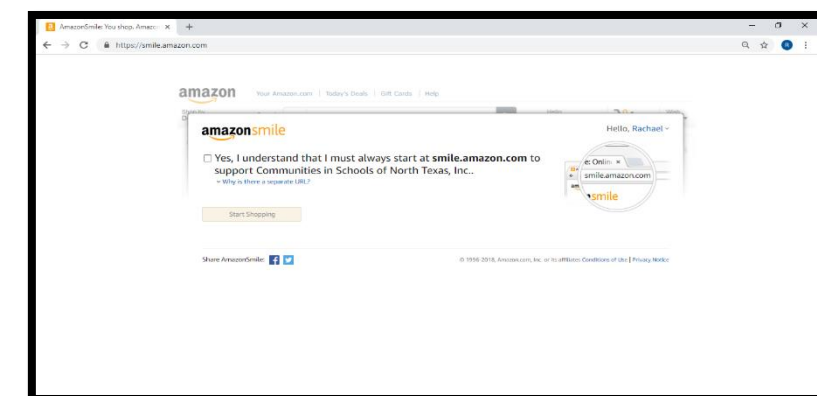 AmazonSmile: You shop. Amazo
https://smile.amazon.com
amazon Your Amazon.com | Today's Deals | Gift Cards | Help
amazonsmile
Hello, Rachael
Yes, I understand that I must always start at smile.amazon.com to
support Communities in Schools of North Texas, Inc..
Why is there a separate URL?
Start Shopping
e: Onlin
smile.amazon.com
smile
Share AmazonSmile:
© 1996-2018, Amazon.com, Inc. or its affiliates Conditions of Use | Privacy Notice